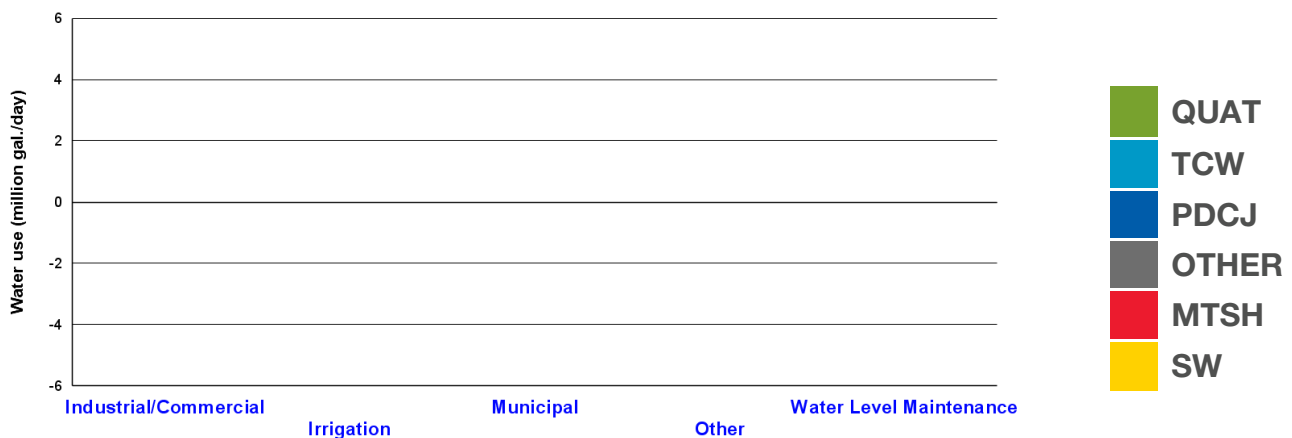 Water use (million gal./day)
6
4
2
0
-2
-4
-6
Industrial/Commercial
Irrigation
Municipal
Other
Water Level Maintenance
QUAT
TCW
PDCJ
OTHER
MTSH
SW